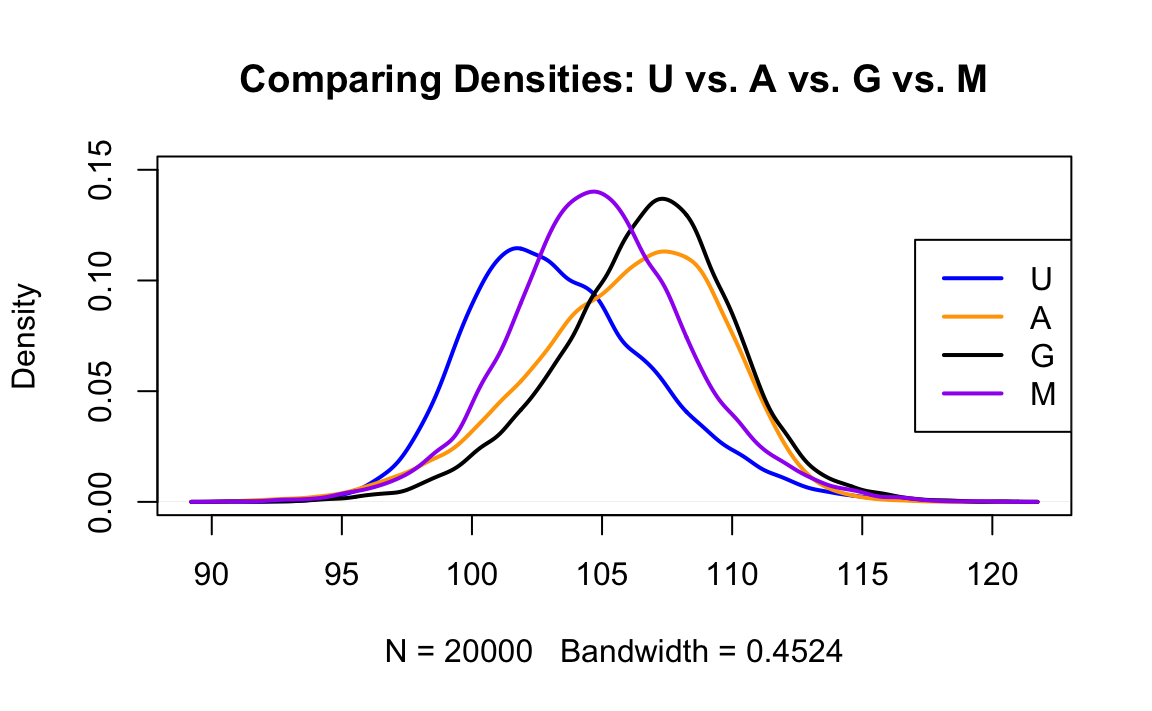 Comparing Densities: U vs. A vs. G vs. M
Density
0.15
0.10
0.05
0.00
U
A
G
M
90 95 100 105 110 115 120
N = 20000 Bandwidth = 0.4524